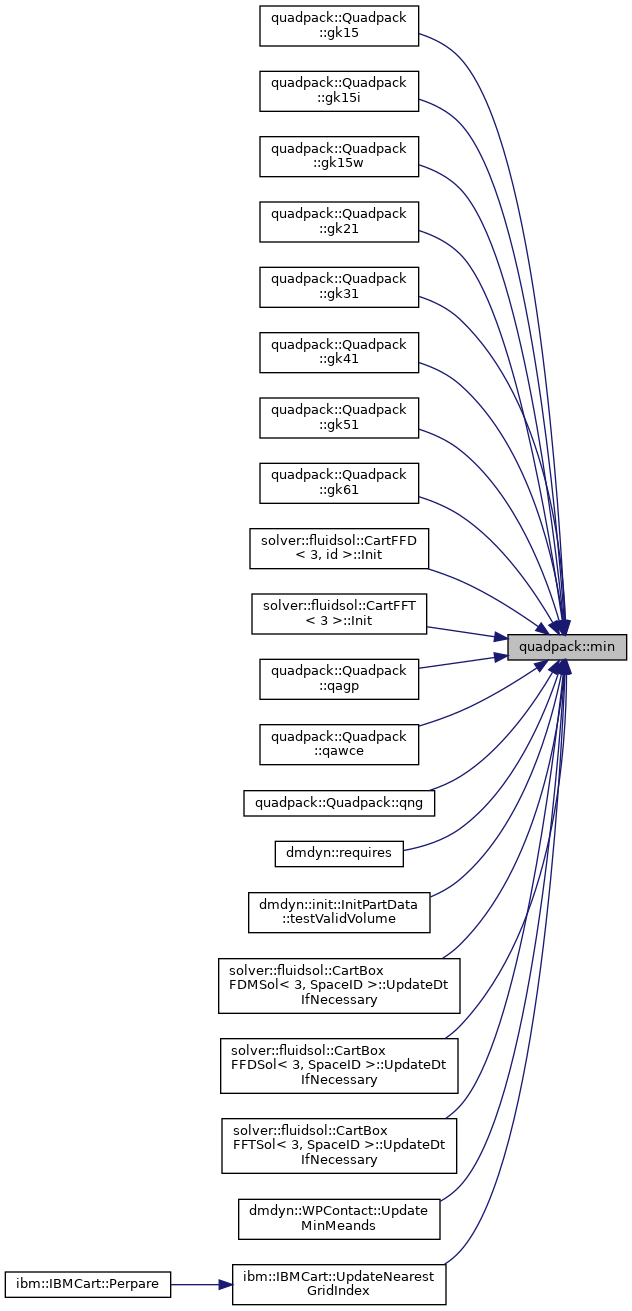 quadpack::Quadpack
::gk15
quadpack::Quadpack
::gk15i
quadpack::Quadpack
::gk15w
quadpack::Quadpack
::gk21
quadpack::Quadpack
::gk31
quadpack::Quadpack
::gk41
quadpack::Quadpack
::gk51
quadpack::Quadpack
::gk61
solver::fluidsol::CartFFD
< 3, id >::Init
solver::fluidsol::CartFFT
< 3 >::Init
quadpack::min
quadpack::Quadpack
::qagp
quadpack::Quadpack
::qawce
quadpack::Quadpack::qng
dmdyn::requires
dmdyn::init::InitPartData
::testValidVolume
solver::fluidsol::CartBox
FDMSol< 3, SpaceID >::UpdateDt
IfNecessary
solver::fluidsol::CartBox
FFDSol< 3, SpaceID >::UpdateDt
IfNecessary
solver::fluidsol::CartBox
FFTSol< 3, SpaceID >::UpdateDt
IfNecessary
dmdyn::WPContact::Update
MinMeands
ibm::IBMCart::Perpare
ibm::IBMCart::UpdateNearest
GridIndex